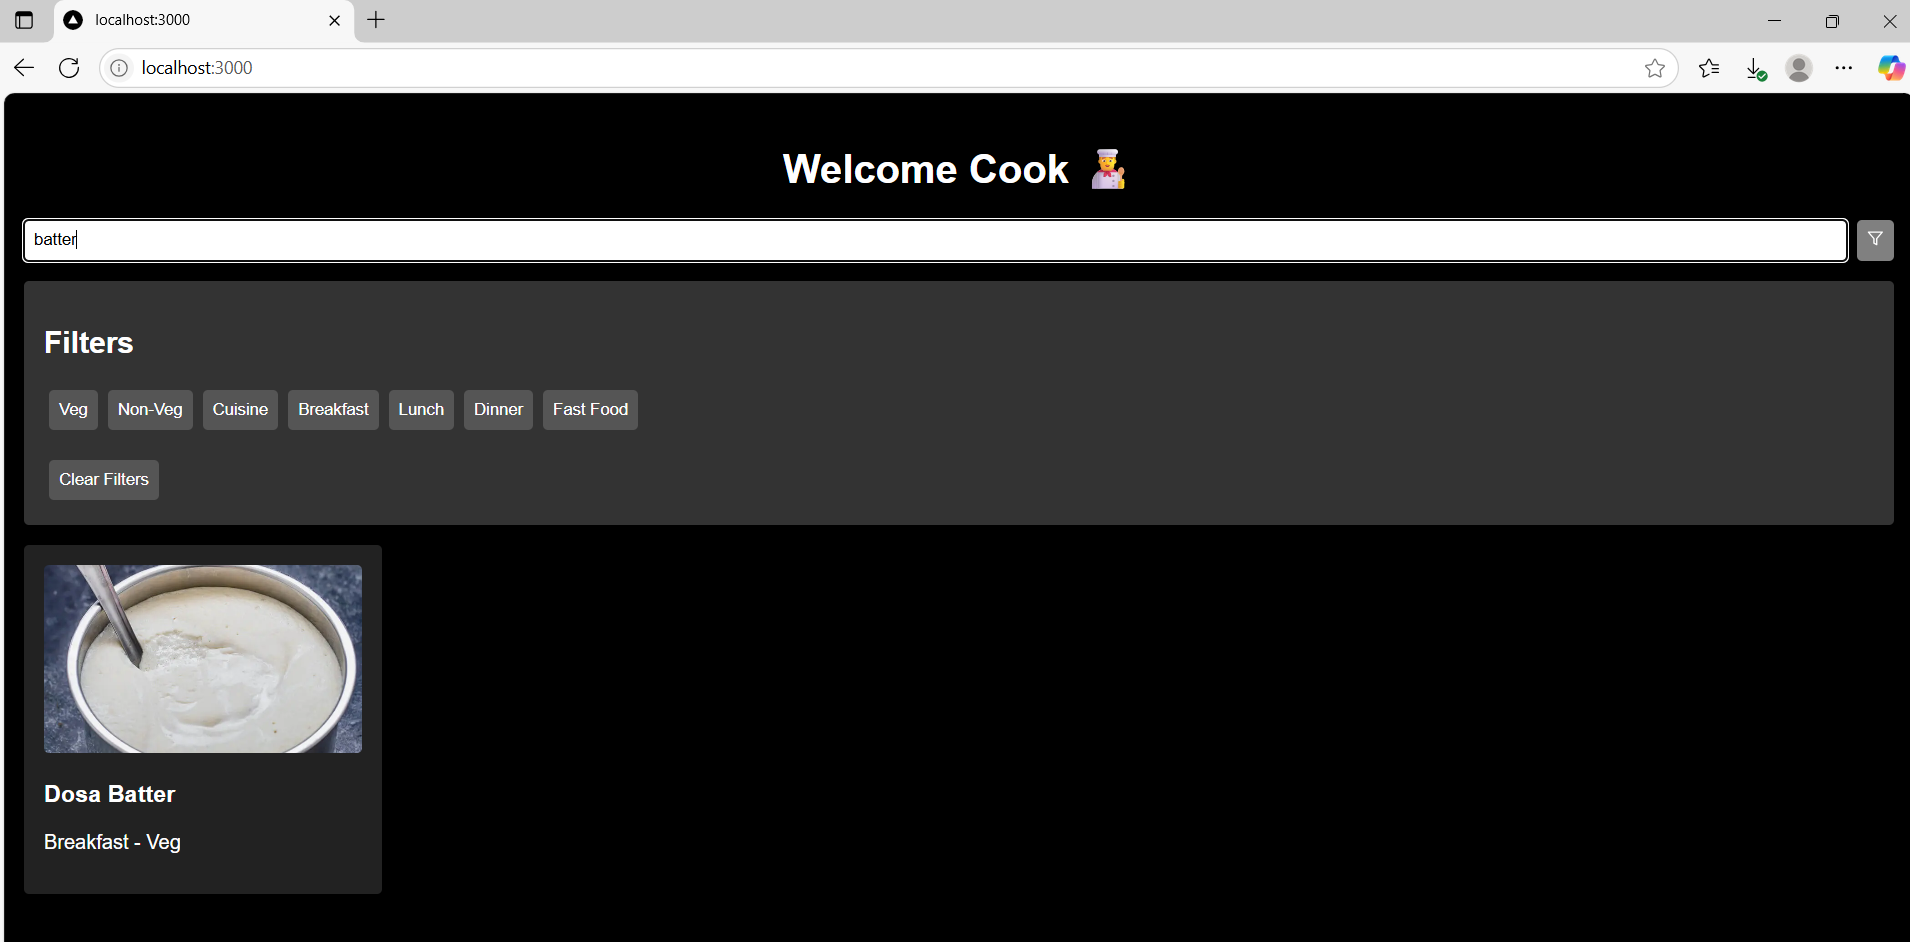 localhost:3000
localhost:3000
Welcome Cook
batter
Filters
Veg Non-Veg Cuisine Breakfast Lunch Dinner Fast Food
Clear Filters
Dosa Batter
Breakfast - Veg